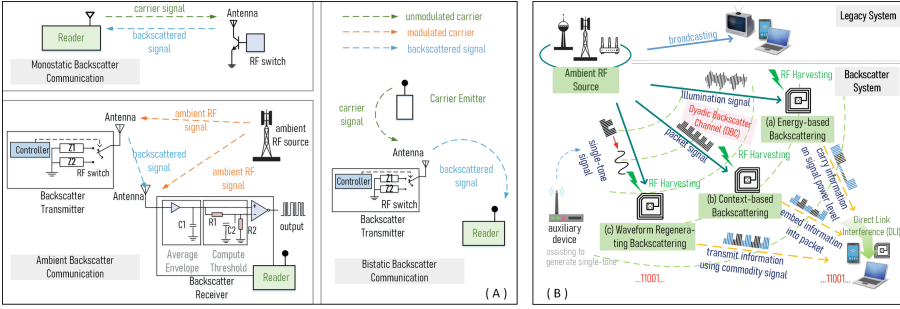 carrier signal
Antenna
Reader
backscattered
signal
RF switch
Monostatic Backscatter
Communication
unmodulated carrier
modulated carrier
backscattered signal
Antenna
ambient RF
signal
ambient
RF source
Controller
Z1
Z2
RF switch
backscattered
signal
Backscatter
Transmitter
Antenna
ambient RF
signal
R1
C1
C2
R2
output
Average
Envelope
Compute
Threshold
Reader
Backscatter
Receiver
Ambient Backscatter
Communication
Carrier Emitter
carrier
signal
Antenna
backscattered
signal
Controller
Z1
Z2
RF switch
Backscatter
Transmitter
Reader
Bistatic Backscatter
Communication
( A )
Legacy System
broadcasting
Ambient RF
Source
Backscatter
System
RF Harvesting
illumination signal
Dyadic Backscatter
Channel (DBC)
(a) Energy-based
Backscattering
packet signal
single-tone
signal
RF Harvesting
carry information
on signal power level
RF Harvesting
(b) Context-based
Backscattering
embed information
into packet
Direct Link
Interference (DLI)
auxiliary
device
assisting to
generate single-tone
(c) Waveform Regenera-
ting Backscattering
transmit information
using commodity signal
...11001...
...11001...
( B )